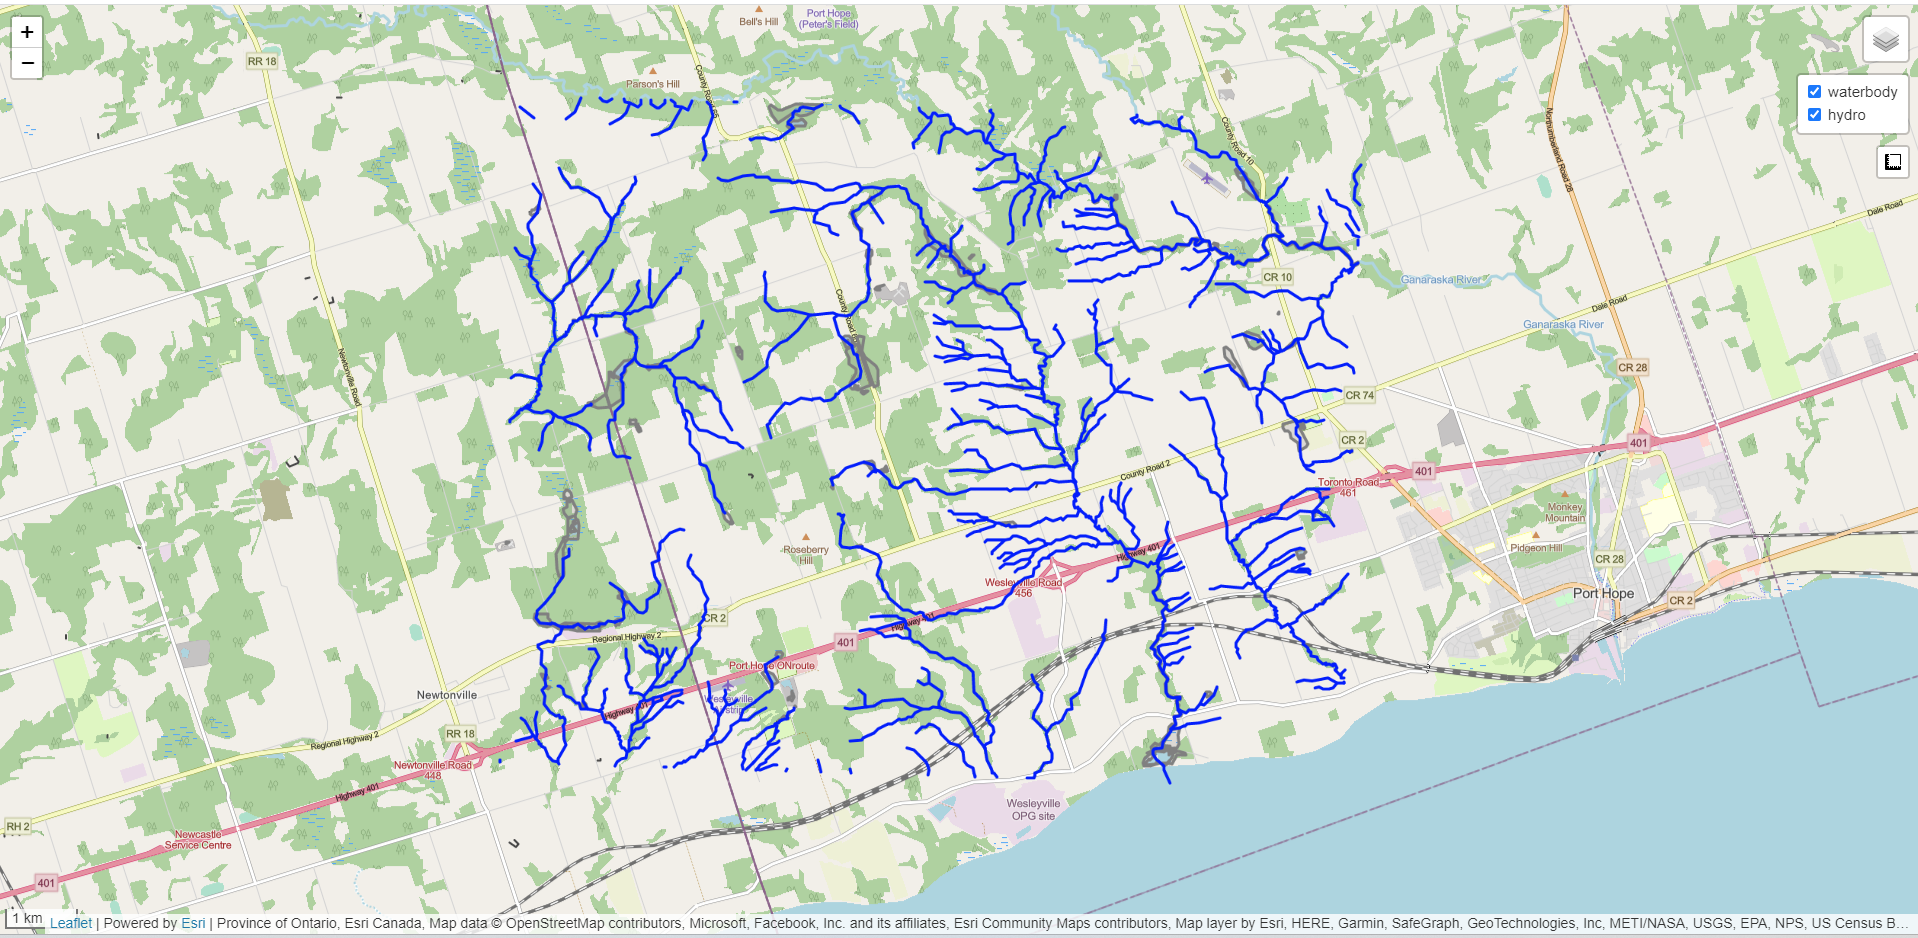 +
−
RR 18
Bell's Hill
Port Hope
(Peter's Field)
Parson's Hill
County Road 10
Northumberland Road 28
waterbody
hydro
Dale Road
CR 10
Ganaraska River
Dale Road
Ganaraska River
Newtonville Road
CR 28
CR 74
CR 2
401
401
County Road 2
Toronto Road
461
Monkey
Mountain
Pidgeon Hill
Roseberry
Hill
Highway 401
CR 28
Wesleyville Road
456
Port Hope
CR 2
CR 2
Highway 401
Regional Highway 2
401
Port Hope ONroute
Newtonville
Wesleyville
Airstrip
Highway 401
RR 18
Regional Highway 2
Newtonville Road
448
Highway 401
Wesleyville
OPG site
RH 2
Newcastle
Service Centre
401
1 km
Leaflet | Powered by Esri | Province of Ontario, Esri Canada, Map data © OpenStreetMap contributors, Microsoft, Facebook, Inc. and its affiliates, Esri Community Maps contributors, Map layer by Esri, HERE, Garmin, SafeGraph, GeoTechnologies, Inc, METI/NASA, USGS, EPA, NPS, US Census B...